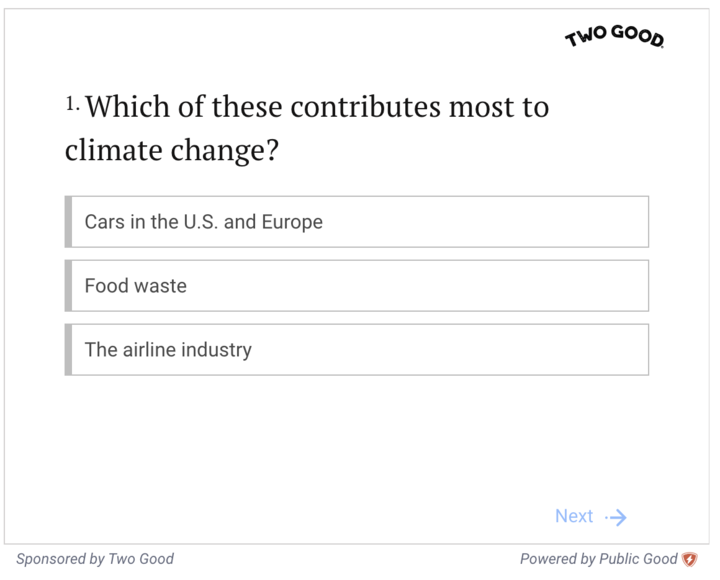 TWO GOOD
1. Which of these contributes most to
climate change?
Cars in the U.S. and Europe
Food waste
The airline industry
Next
Sponsored by Two Good
Powered by Public Good